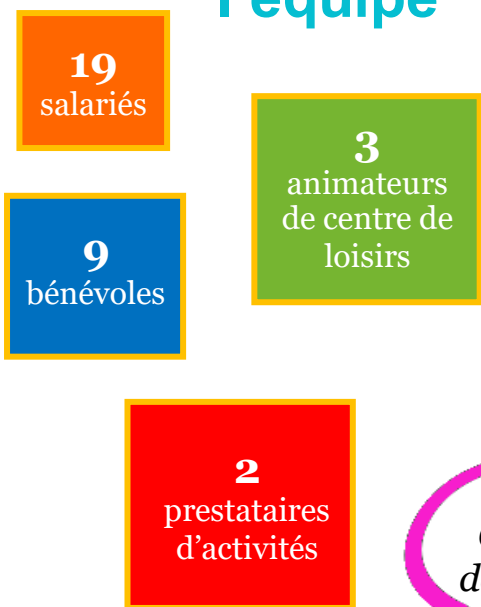 l'équipe
19
salariés
3
animateurs
de centre de
loisirs
9
bénévoles
2
prestataires
d’activités